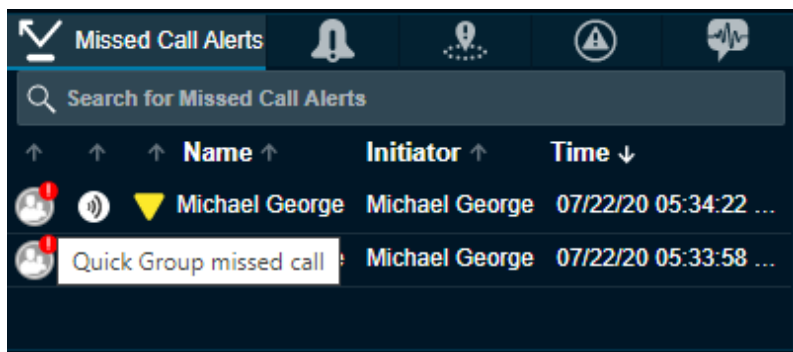 Missed Call Alerts
Search for Missed Call Alerts
Name Initiator Time
Michael George Michael George 07/22/20 05:34:22 ...
Quick Group missed call Michael George 07/22/20 05:33:58 ...